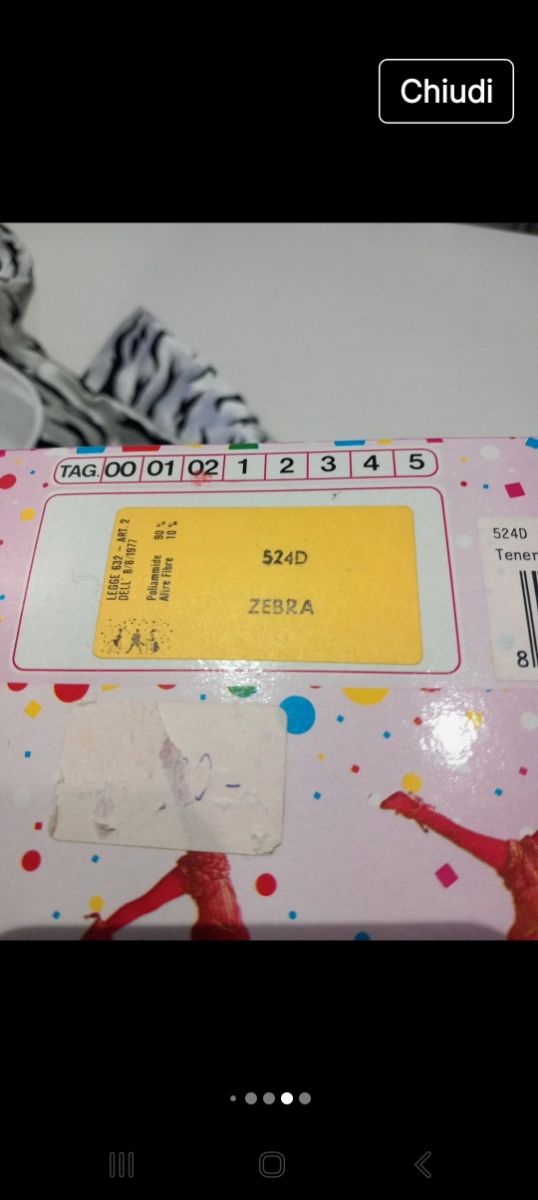 Chiudi
TAG. 00 01 02 1 2 3 4 5
LEGGE 632 - ART. 2
DELL' 8/8/1977
Poliammide 90 %
Altre Fibre 10 %
524D
ZEBRA
524D
Tener
8